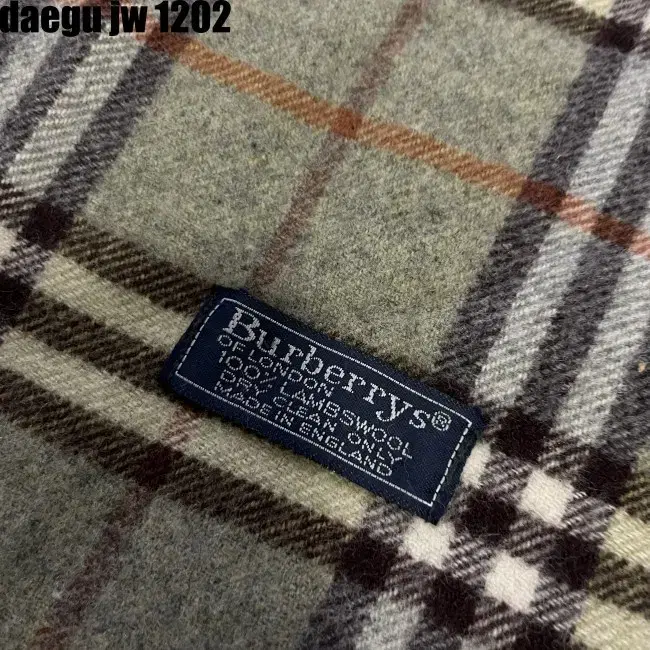 daegu jw 1202
Burberrys®
OF LONDON
100% LAMBSWOOL
DRY CLEAN ONLY
MADE IN ENGLAND